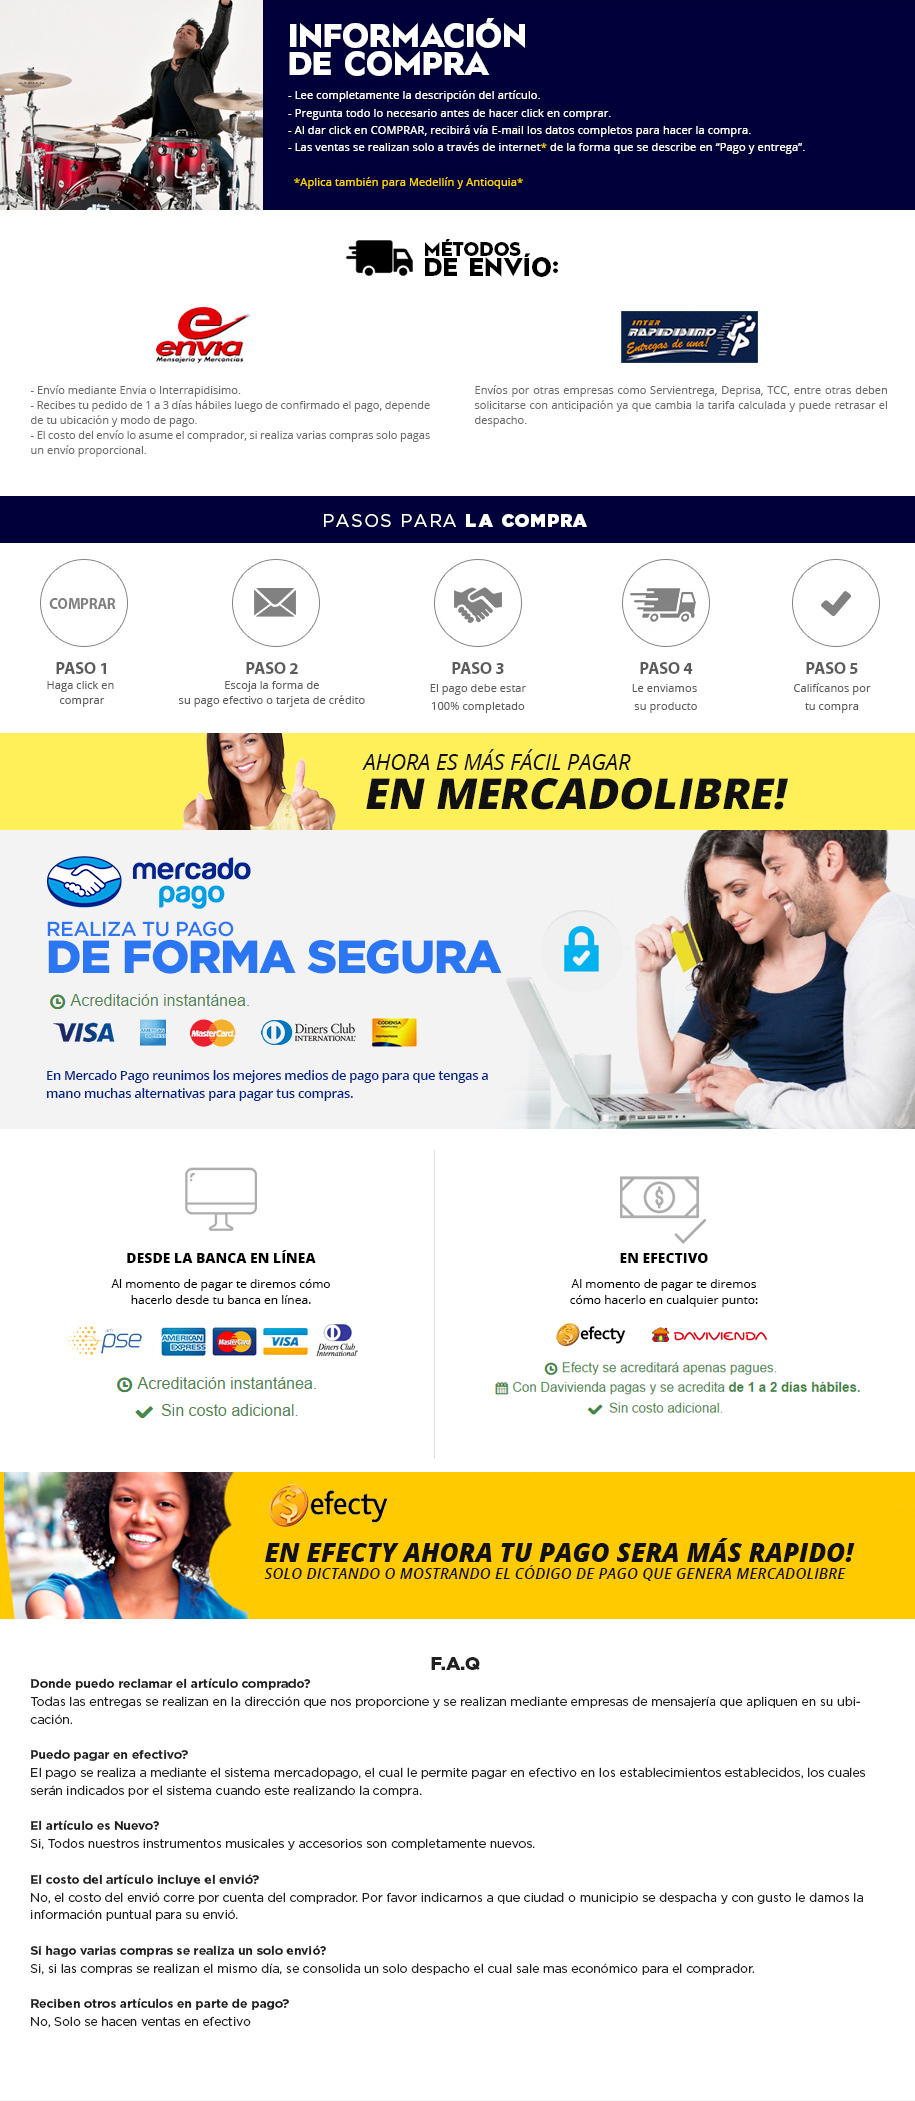 INFORMACIÓN
DE COMPRA
- Lee completamente la descripción del artículo.
- Pregunta todo lo necesario antes de hacer click en comprar.
- Al dar click en COMPRAR, recibirá vía E-mail los datos completos para hacer la compra.
- Las ventas se realizan solo a través de internet* de la forma que se describe en “Pago y entrega”.
*Aplica también para Medellín y Antioquia*
MÉTODOS
DE ENVÍO:
e
envia
Mensajería y Mercancías
INTER
RAPIDISIMO
Entregas de una!
- Envío mediante Envia o Interrapidisimo.
- Recibes tu pedido de 1 a 3 días hábiles luego de confirmado el pago, depende
de tu ubicación y modo de pago.
- El costo del envío lo asume el comprador, si realiza varias compras solo pagas
un envío proporcional.
Envíos por otras empresas como Servientrega, Deprisa, TCC, entre otras deben
solicitarse con anticipación ya que cambia la tarifa calculada y puede retrasar el
despacho.
PASOS PARA LA COMPRA
COMPRAR
PASO 1
Haga click en
comprar
PASO 2
Escoja la forma de
su pago efectivo o tarjeta de crédito
PASO 3
El pago debe estar
100% completado
PASO 4
Le enviamos
su producto
PASO 5
Califícanos por
tu compra
AHORA ES MÁS FÁCIL PAGAR
EN MERCADOLIBRE!
mercado
pago
REALIZA TU PAGO
DE FORMA SEGURA
Acreditación instantánea.
VISA AMERICAN EXPRESS MasterCard Diners Club INTERNATIONAL CODENSA
En Mercado Pago reunimos los mejores medios de pago para que tengas a
mano muchas alternativas para pagar tus compras.
DESDE LA BANCA EN LÍNEA
Al momento de pagar te diremos cómo
hacerlo desde tu banca en línea.
pse AMERICAN EXPRESS MasterCard VISA Diners Club International
Acreditación instantánea.
Sin costo adicional.
EN EFECTIVO
Al momento de pagar te diremos
cómo hacerlo en cualquier punto:
efecty DAVIVIENDA
Efecty se acreditará apenas pagues.
Con Davivienda pagas y se acredita de 1 a 2 días hábiles.
Sin costo adicional.
efecty
EN EFECTY AHORA TU PAGO SERA MÁS RAPIDO!
SOLO DICTANDO O MOSTRANDO EL CÓDIGO DE PAGO QUE GENERA MERCADOLIBRE
F.A.Q
Donde puedo reclamar el artículo comprado?
Todas las entregas se realizan en la dirección que nos proporcione y se realizan mediante empresas de mensajería que apliquen en su ubi-
cación.
Puedo pagar en efectivo?
El pago se realiza a mediante el sistema mercadopago, el cual le permite pagar en efectivo en los establecimientos establecidos, los cuales
serán indicados por el sistema cuando este realizando la compra.
El artículo es Nuevo?
Si, Todos nuestros instrumentos musicales y accesorios son completamente nuevos.
El costo del artículo incluye el envió?
No, el costo del envió corre por cuenta del comprador. Por favor indicarnos a que ciudad o municipio se despacha y con gusto le damos la
información puntual para su envió.
Si hago varias compras se realiza un solo envió?
Si, si las compras se realizan el mismo día, se consolida un solo despacho el cual sale mas económico para el comprador.
Reciben otros artículos en parte de pago?
No, Solo se hacen ventas en efectivo